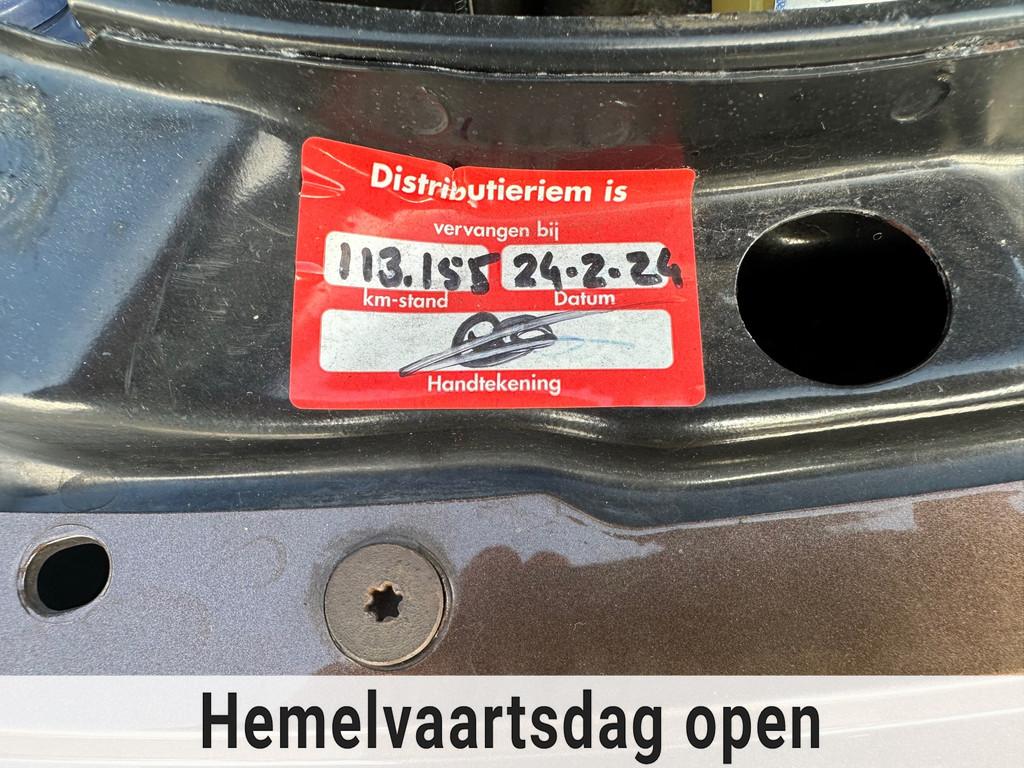 Distributieriem is
vervangen bij
113.155 24-2-24
km-stand Datum
Handtekening
Hemelvaartsdag open